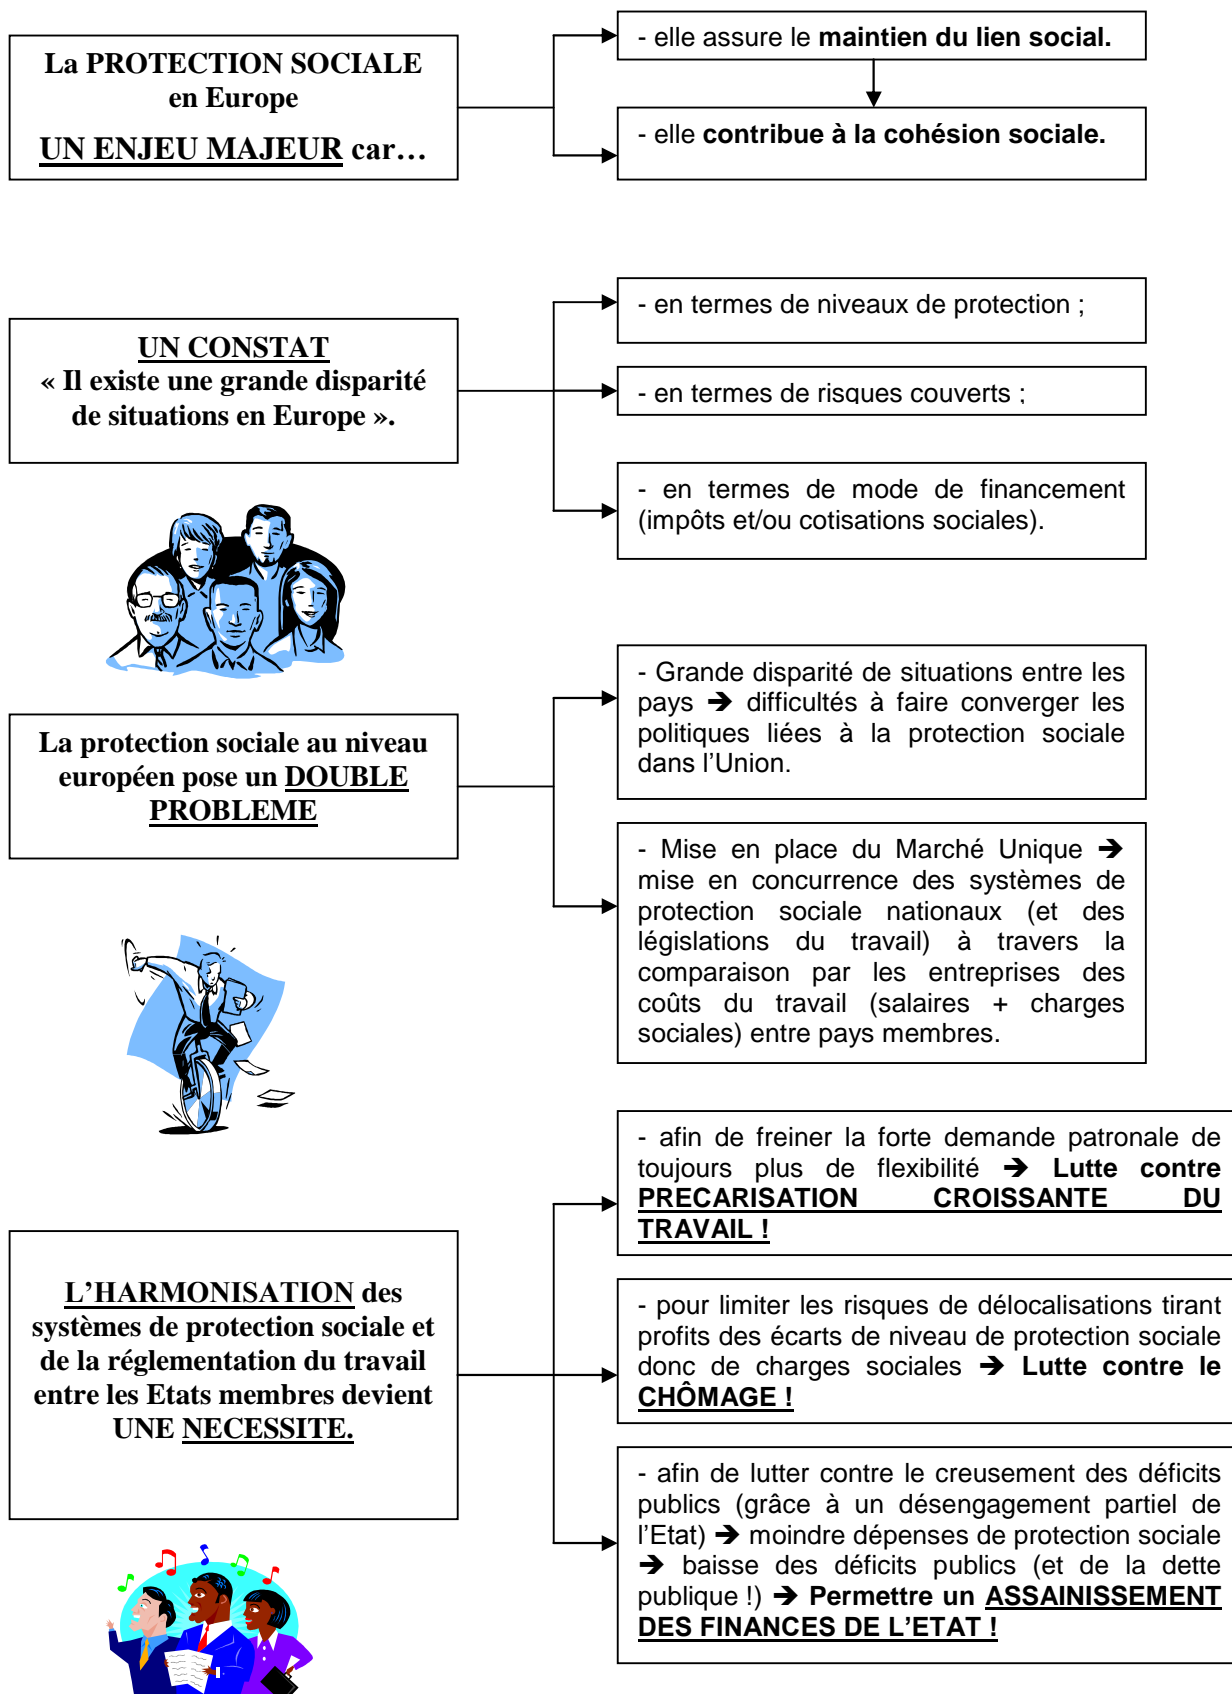 La PROTECTION SOCIALE
en Europe
UN ENJEU MAJEUR car…
- elle assure le maintien du lien social.
- elle contribue à la cohésion sociale.
UN CONSTAT
« Il existe une grande disparité
de situations en Europe ».
- en termes de niveaux de protection ;
- en termes de risques couverts ;
- en termes de mode de financement
(impôts et/ou cotisations sociales).
La protection sociale au niveau
européen pose un DOUBLE
PROBLEME
- Grande disparité de situations entre les
pays ➔ difficultés à faire converger les
politiques liées à la protection sociale
dans l’Union.
- Mise en place du Marché Unique ➔
mise en concurrence des systèmes de
protection sociale nationaux (et des
législations du travail) à travers la
comparaison par les entreprises des
coûts du travail (salaires + charges
sociales) entre pays membres.
L’HARMONISATION des
systèmes de protection sociale et
de la réglementation du travail
entre les Etats membres devient
UNE NECESSITE.
- afin de freiner la forte demande patronale de
toujours plus de flexibilité ➔ Lutte contre
PRECARISATION CROISSANTE DU
TRAVAIL !
- pour limiter les risques de délocalisations tirant
profits des écarts de niveau de protection sociale
donc de charges sociales ➔ Lutte contre le
CHÔMAGE !
- afin de lutter contre le creusement des déficits
publics (grâce à un désengagement partiel de
l’Etat) ➔ moindre dépenses de protection sociale
➔ baisse des déficits publics (et de la dette
publique !) ➔ Permettre un ASSAINISSEMENT
DES FINANCES DE L’ETAT !